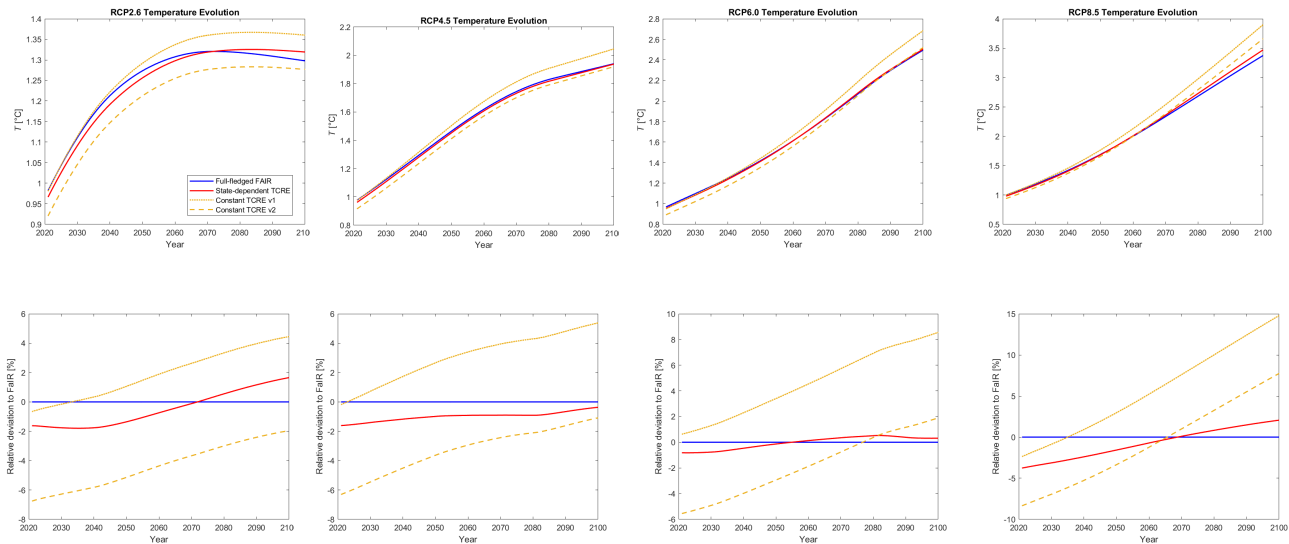 RCP2.6 Temperature Evolution
1.4
1.35
1.3
1.25
1.2
1.15
1.1
1.05
1
0.95
0.9
T [°C]
Full-fledged FAIR
State-dependent TCRE
Constant TCRE v1
Constant TCRE v2
2020 2030 2040 2050 2060 2070 2080 2090 2100
Year
RCP4.5 Temperature Evolution
2.2
2
1.8
1.6
1.4
1.2
1
0.8
T [°C]
2020 2030 2040 2050 2060 2070 2080 2090 210
Year
RCP6.0 Temperature Evolution
2.8
2.6
2.4
2.2
2
1.8
1.6
1.4
1.2
1
0.8
T [°C]
2020 2030 2040 2050 2060 2070 2080 2090 2100
Year
RCP8.5 Temperature Evolution
4
3.5
3
2.5
2
1.5
1
0.5
T [°C]
2020 2030 2040 2050 2060 2070 2080 2090 2100
Year
6
4
2
0
-2
-4
-6
-8
Relative deviation to FaIR [%]
2020 2030 2040 2050 2060 2070 2080 2090 210
Year
6
4
2
0
-2
-4
-6
-8
Relative deviation to FaIR [%]
2020 2030 2040 2050 2060 2070 2080 2090 2100
Year
10
8
6
4
2
0
-2
-4
-6
Relative deviation to FaIR [%]
2020 2030 2040 2050 2060 2070 2080 2090 2100
Year
15
10
5
0
-5
-10
Relative deviation to FaIR [%]
2020 2030 2040 2050 2060 2070 2080 2090 2100
Year